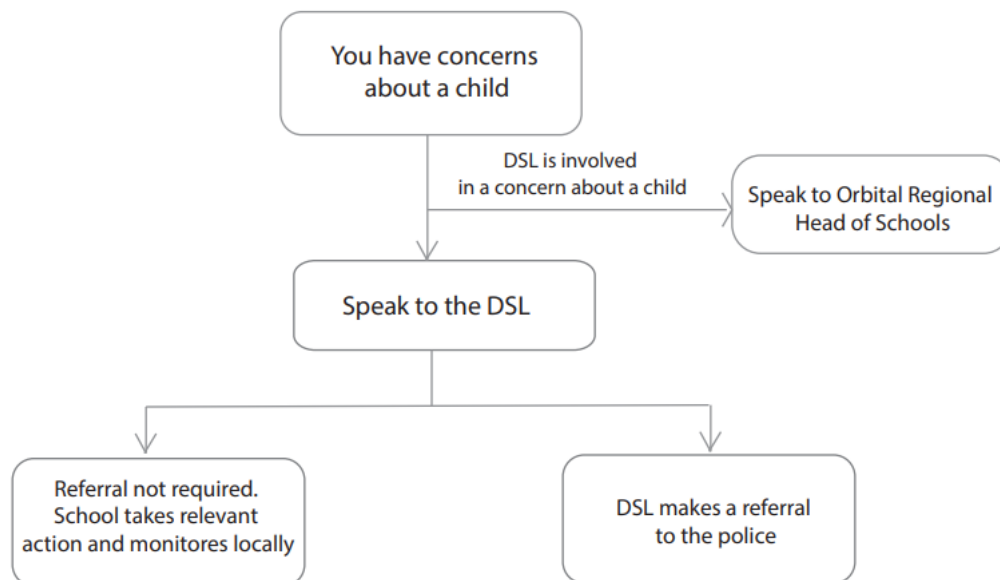 You have concerns
about a child
DSL is involved
in a concern about a child
Speak to Orbital Regional
Head of Schools
Speak to the DSL
Referral not required.
School takes relevant
action and monitores locally
DSL makes a referral
to the police